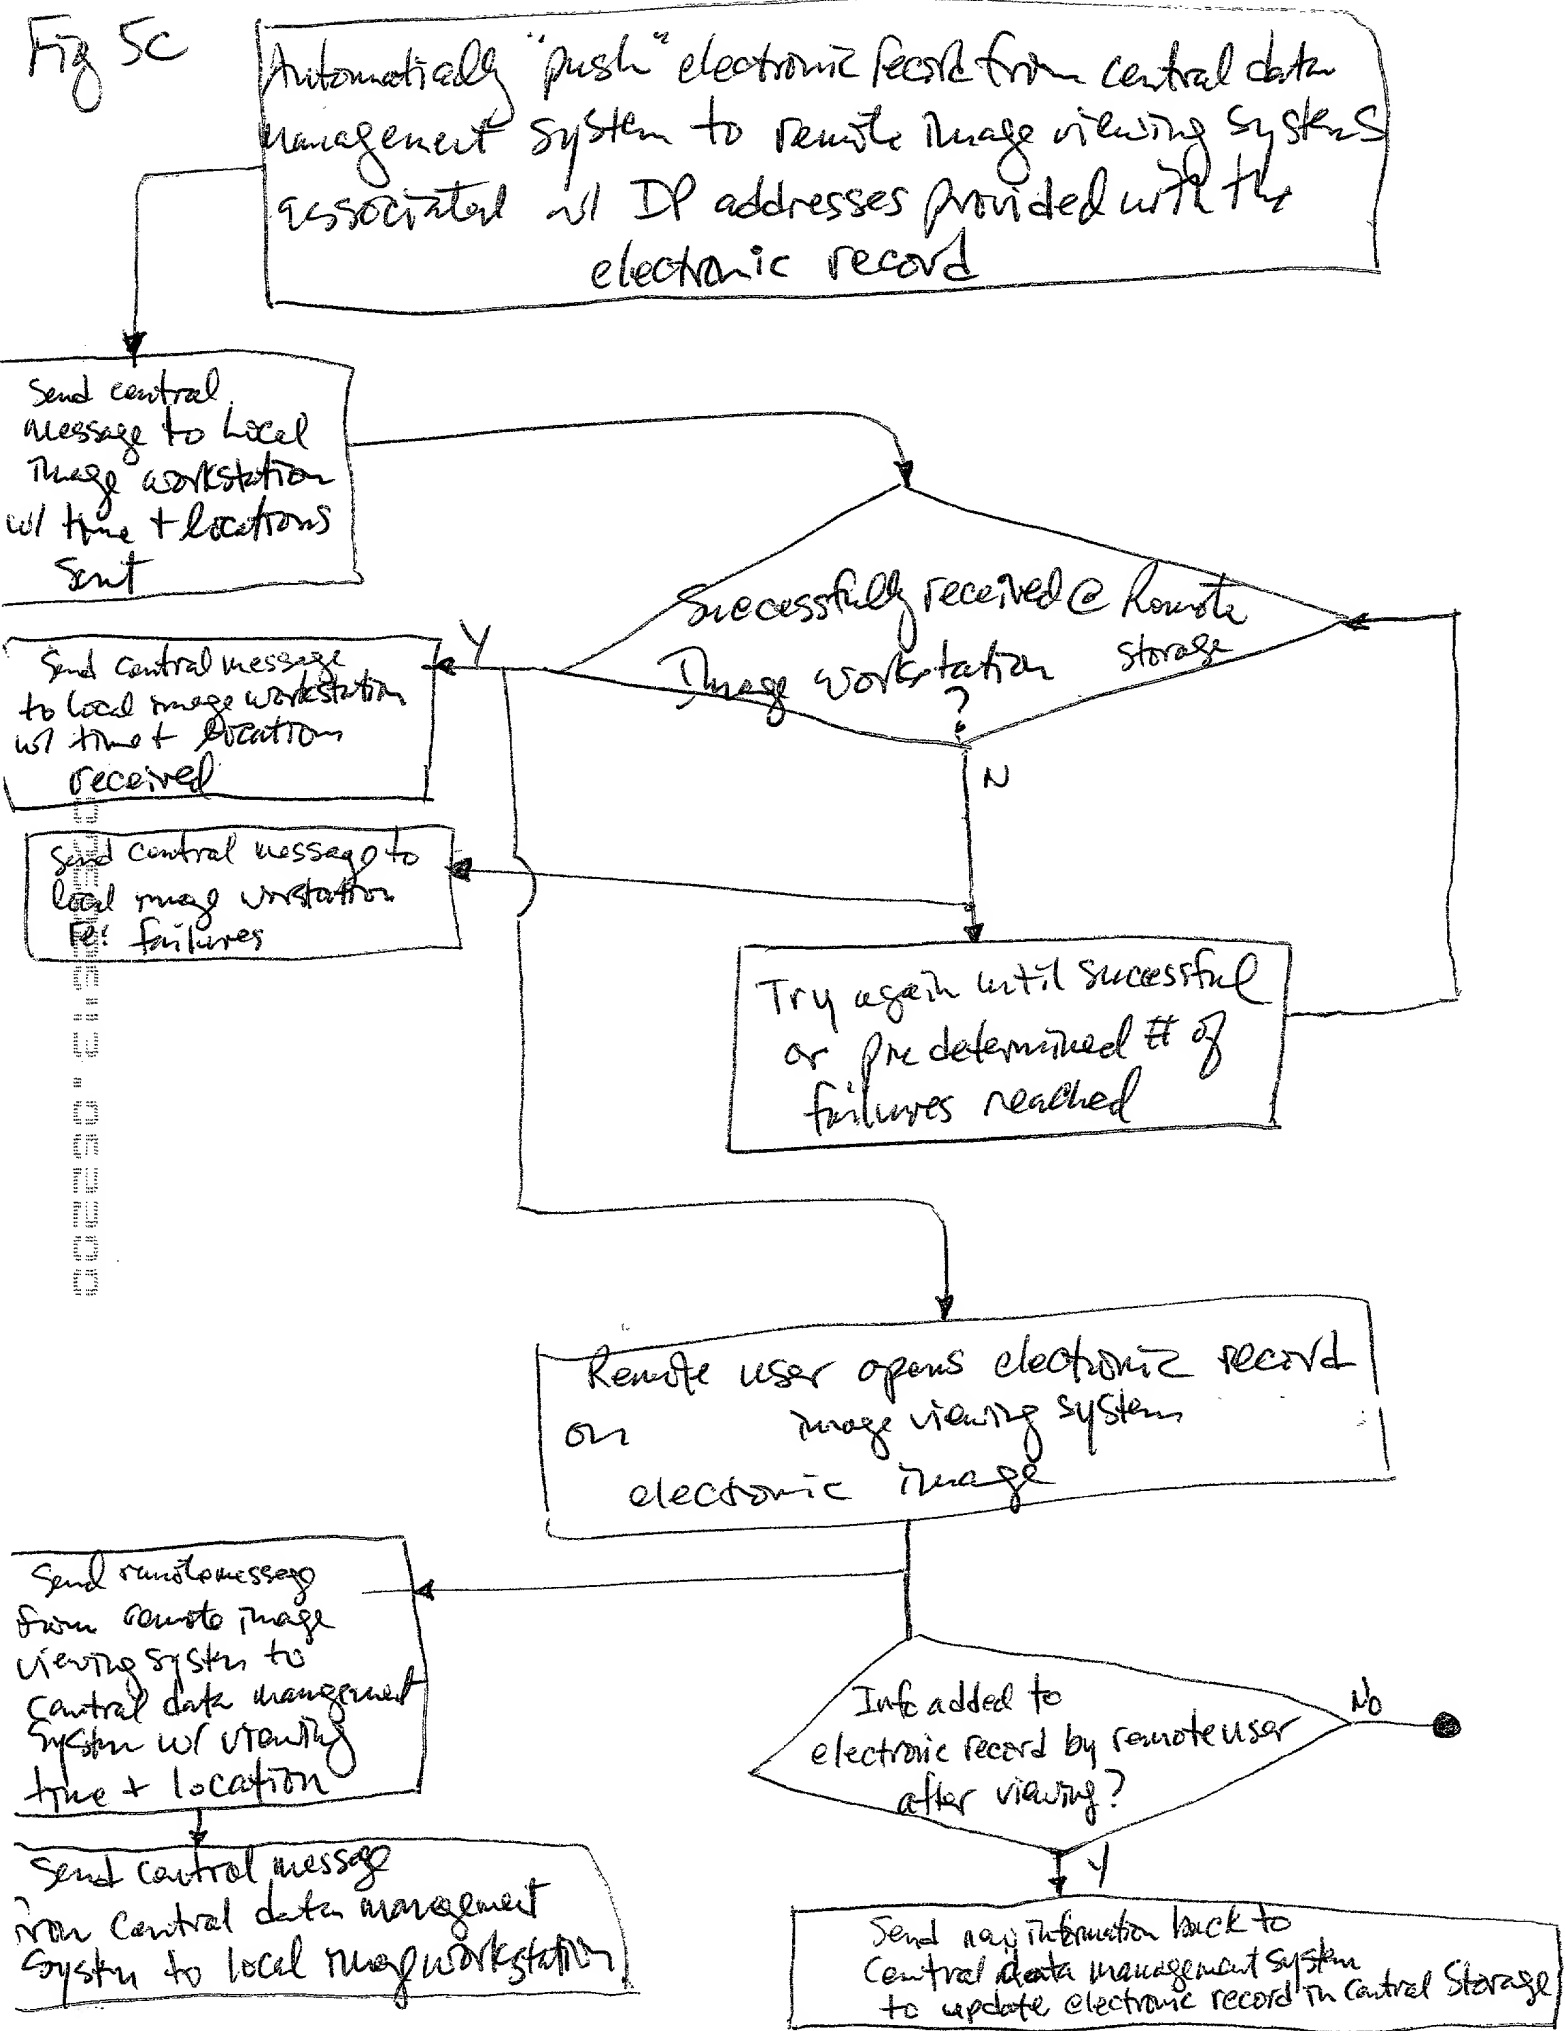 Fig 5c
Automatically "push" electronic record from central data
management system to remote image viewing systems
associated w/ IP addresses provided with the
electronic record
Send central
message to local
image workstation
w/ time + locations
sent
Successfully received @ Remote
Image workstation storage
?
Y
N
Send central message
to local image workstation
w/ time + location
received
Send central message to
local image workstation
re: failures
Try again until successful
or predetermined # of
failures reached
Remote user opens electronic record
on image viewing system
electronic image
Send remote message
from remote image
viewing system to
central data management
system w/ viewing
time + location
Info added to
electronic record by remote user
after viewing?
No
Y
Send central message
from central data management
system to local image workstation
Send new information back to
central data management system
to update electronic record in central storage